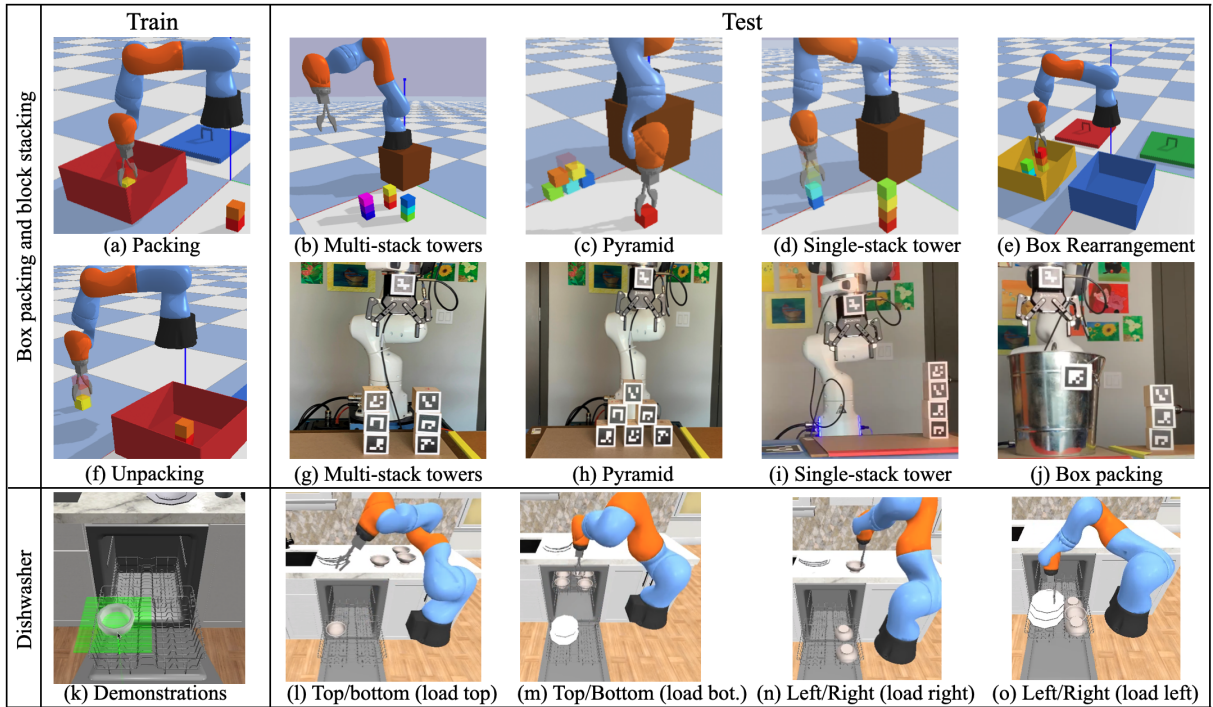 Train
Test
Box packing and block stacking
(a) Packing
(b) Multi-stack towers
(c) Pyramid
(d) Single-stack tower
(e) Box Rearrangement
(f) Unpacking
(g) Multi-stack towers
(h) Pyramid
(i) Single-stack tower
(j) Box packing
Dishwasher
(k) Demonstrations
(l) Top/bottom (load top)
(m) Top/Bottom (load bot.)
(n) Left/Right (load right)
(o) Left/Right (load left)